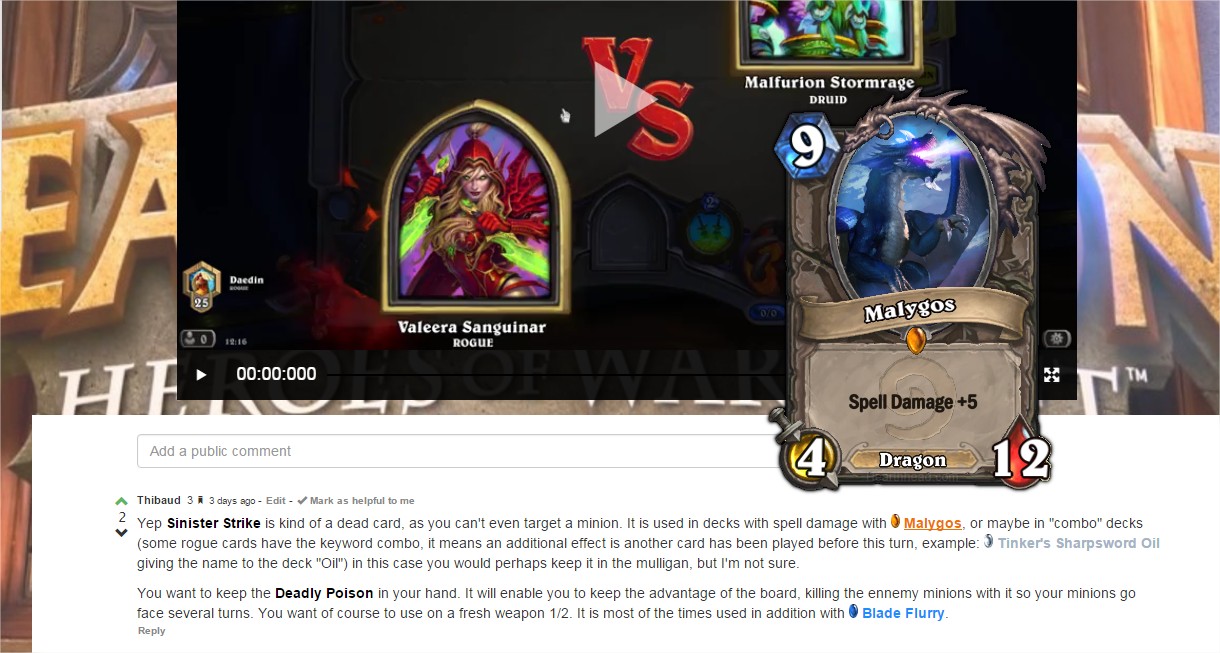 VS
Malfurion Stormrage
DRUID
9
Malygos
Spell Damage +5
4
Dragon
12
Daedin
ROGUE
25
Valeera Sanguinar
ROGUE
0
12:16
0/0
00:00:000
HEROES OF WAR
T™
Add a public comment
Thibaud 3 3 days ago - Edit - ✔ Mark as helpful to me
2
Yep Sinister Strike is kind of a dead card, as you can't even target a minion. It is used in decks with spell damage with Malygos, or maybe in "combo" decks
(some rogue cards have the keyword combo, it means an additional effect is another card has been played before this turn, example: Tinker's Sharpsword Oil
giving the name to the deck "Oil") in this case you would perhaps keep it in the mulligan, but I'm not sure.
You want to keep the Deadly Poison in your hand. It will enable you to keep the advantage of the board, killing the ennemy minions with it so your minions go
face several turns. You want of course to use on a fresh weapon 1/2. It is most of the times used in addition with Blade Flurry.
Reply